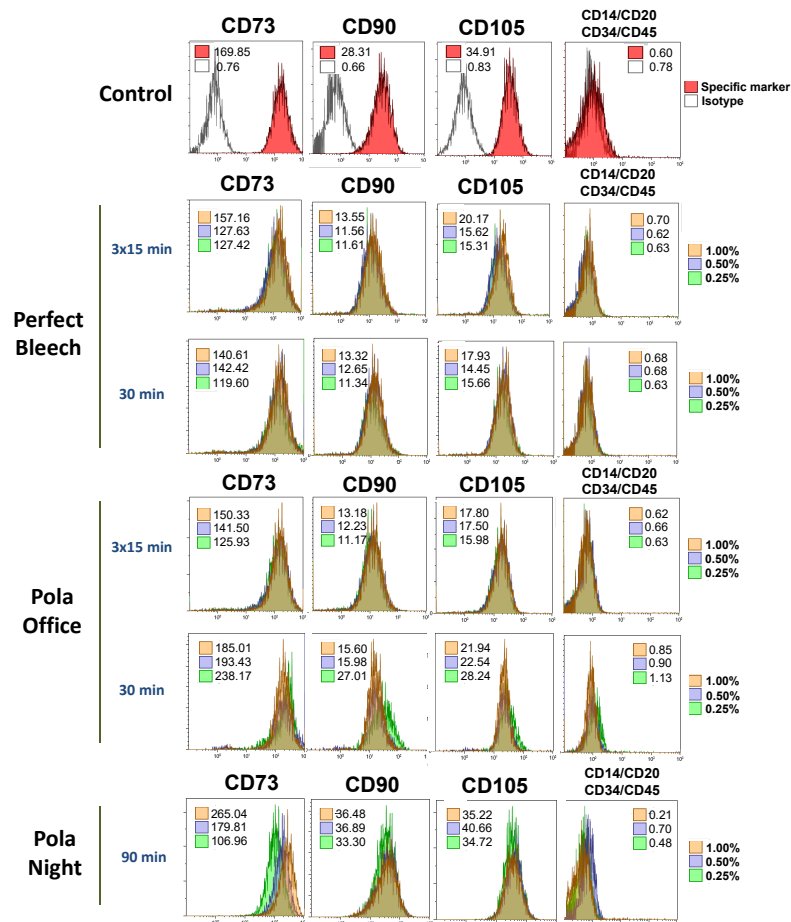 CD73 CD90 CD105 CD14/CD20
CD34/CD45
Control
169.85 28.31 34.91 0.60
0.76 0.66 0.83 0.78
Specific marker
Isotype
CD73 CD90 CD105 CD14/CD20
CD34/CD45
Perfect
Bleech
3x15 min
157.16 13.55 20.17 0.70
127.63 11.56 15.62 0.62
127.42 11.61 15.31 0.63
1.00%
0.50%
0.25%
30 min
140.61 13.32 17.93 0.68
142.42 12.65 14.45 0.68
119.60 11.34 15.66 0.63
1.00%
0.50%
0.25%
CD73 CD90 CD105 CD14/CD20
CD34/CD45
Pola
Office
3x15 min
150.33 13.18 17.80 0.62
141.50 12.23 17.50 0.66
125.93 11.17 15.98 0.63
1.00%
0.50%
0.25%
30 min
185.01 15.60 21.94 0.85
193.43 15.98 22.54 0.90
238.17 27.01 28.24 1.13
1.00%
0.50%
0.25%
CD73 CD90 CD105 CD14/CD20
CD34/CD45
Pola
Night
90 min
265.04 36.48 35.22 0.21
179.81 36.89 40.66 0.70
106.96 33.30 34.72 0.48
1.00%
0.50%
0.25%